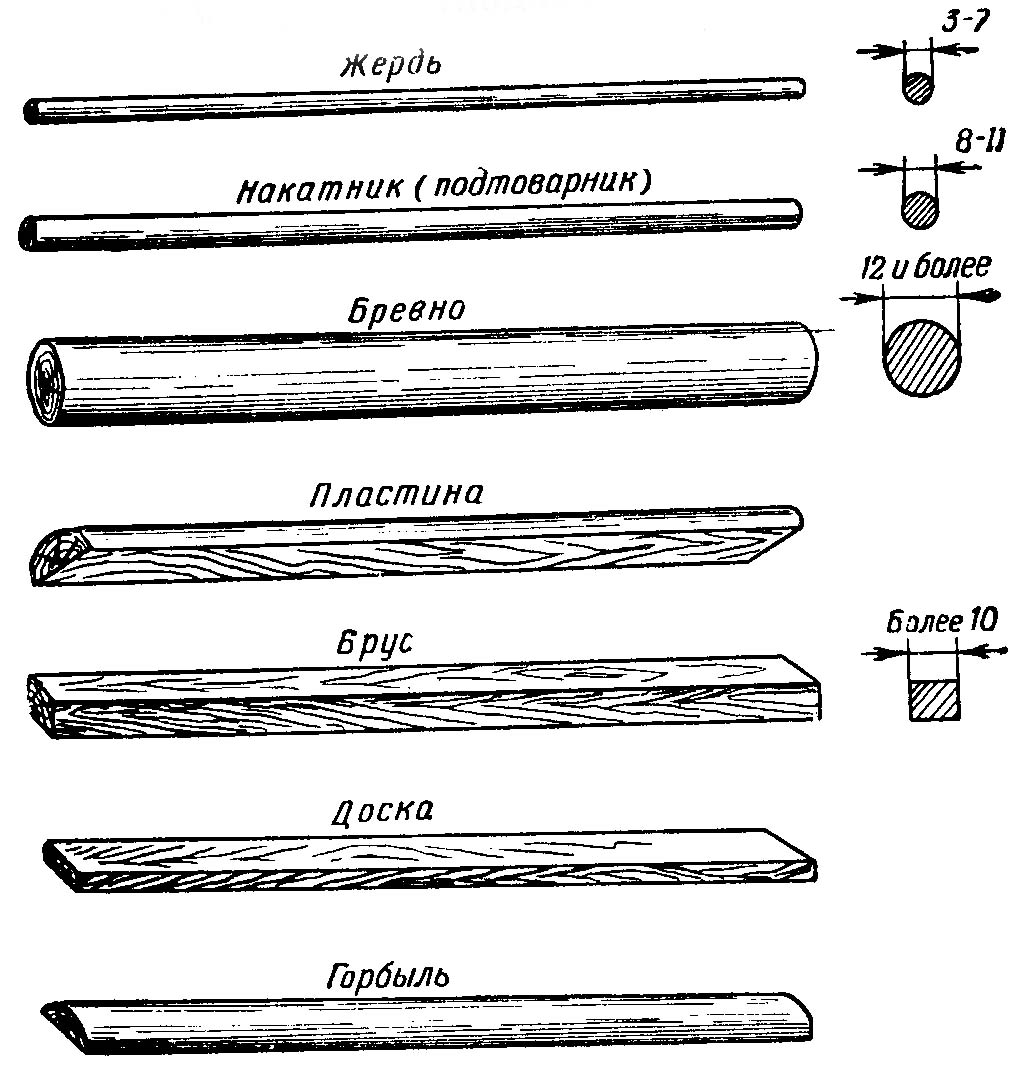 Жердь
3-7
Накатник (подтоварник)
8-11
Бревно
12 и более
Пластина
Брус
более 10
Доска
Горбыль